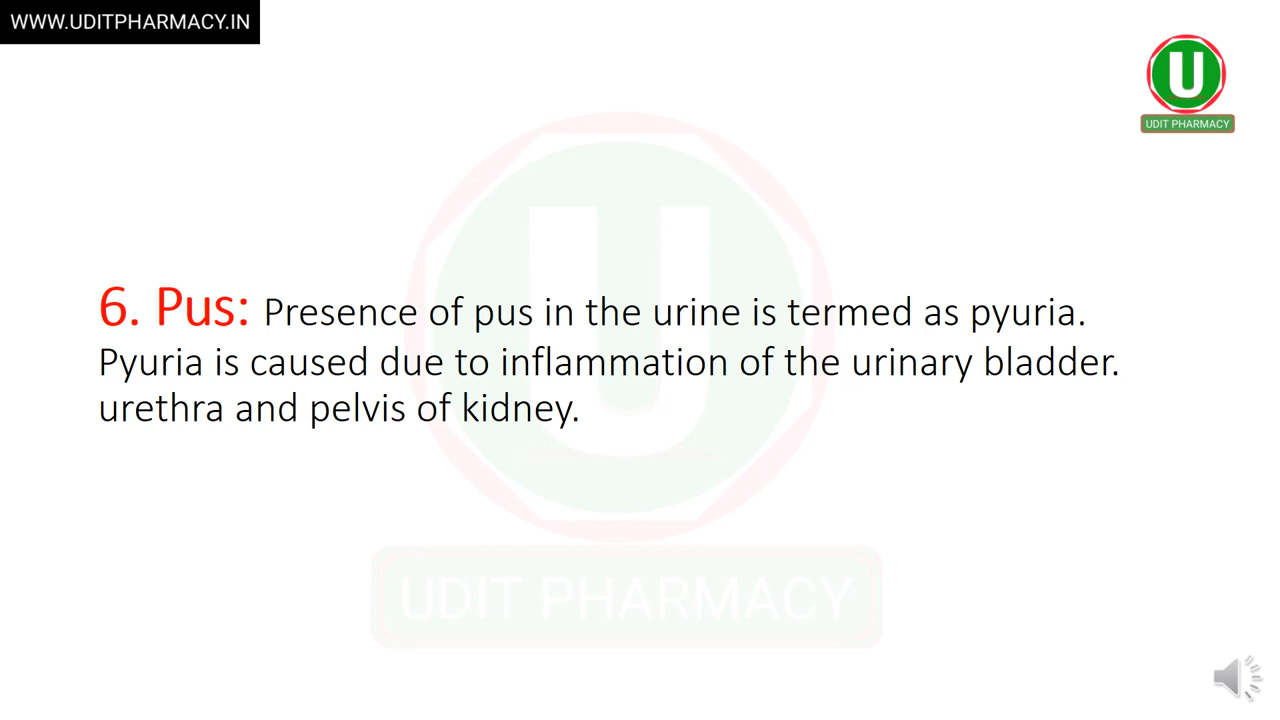 WWW.UDITPHARMACY.IN
U
UDIT PHARMACY
6. Pus: Presence of pus in the urine is termed as pyuria.
Pyuria is caused due to inflammation of the urinary bladder.
urethra and pelvis of kidney.
U
UDIT PHARMACY